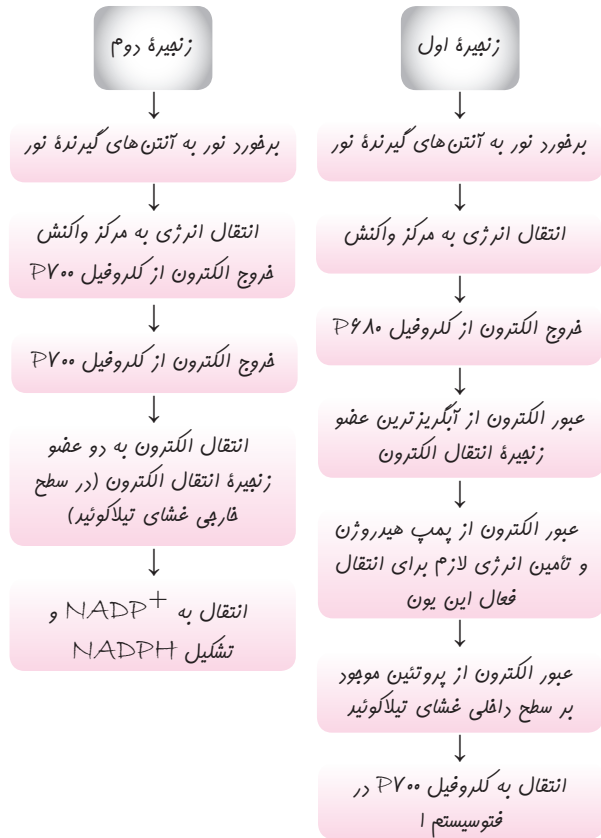 زنجیرهٔ اول
برخورد نور به آنتن‌های گیرندهٔ نور
انتقال انرژی به مرکز واکنش
خروج الکترون از کلروفیل P۶۸۰
عبور الکترون از آبگریزترین عضو
زنجیرهٔ انتقال الکترون
عبور الکترون از پمپ هیدروژن
و تأمین انرژی لازم برای انتقال
فعال این یون
عبور الکترون از پروتئین موجود
بر سطح داخلی غشای تیلاکوئید
انتقال به کلروفیل P۷۰۰ در
فتوسیستم ۱
زنجیرهٔ دوم
برخورد نور به آنتن‌های گیرندهٔ نور
انتقال انرژی به مرکز واکنش
خروج الکترون از کلروفیل P۷۰۰
خروج الکترون از کلروفیل P۷۰۰
انتقال الکترون به دو عضو
زنجیرهٔ انتقال الکترون (در سطح
خارجی غشای تیلاکوئید)
انتقال به NADP+ و
تشکیل NADPH